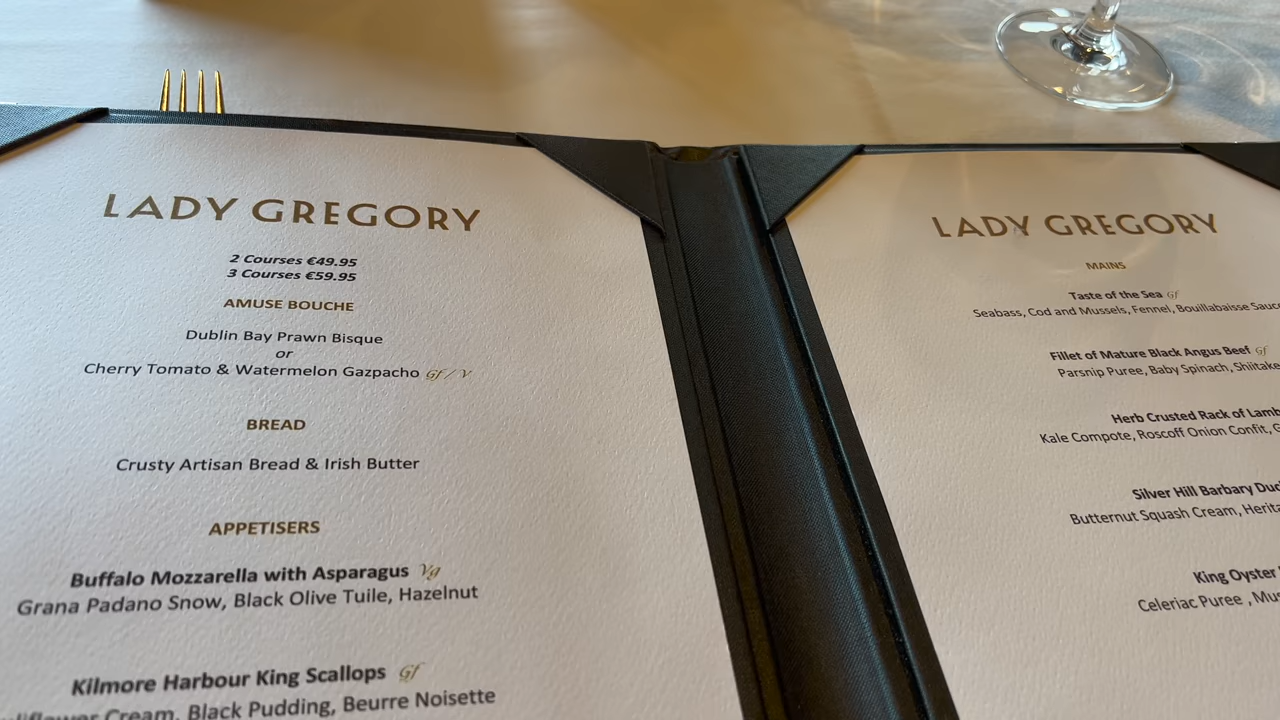 LADY GREGORY
2 Courses €49.95
3 Courses €59.95
AMUSE BOUCHE
Dublin Bay Prawn Bisque
or
Cherry Tomato & Watermelon Gazpacho Gf / V
BREAD
Crusty Artisan Bread & Irish Butter
APPETISERS
Buffalo Mozzarella with Asparagus Vg
Grana Padano Snow, Black Olive Tuile, Hazelnut
Kilmore Harbour King Scallops Gf
Cream, Black Pudding, Beurre Noisette
LADY GREGORY
MAINS
Taste of the Sea Gf
Seabass, Cod and Mussels, Fennel, Bouillabaisse
Fillet of Mature Black Angus Beef Gf
Parsnip Puree, Baby Spinach, Shiitake
Herb Crusted Rack of Lamb
Kale Compote, Roscoff Onion Confit,
Silver Hill Barbary
Butternut Squash Cream,
King Oyster
Celeriac Puree ,